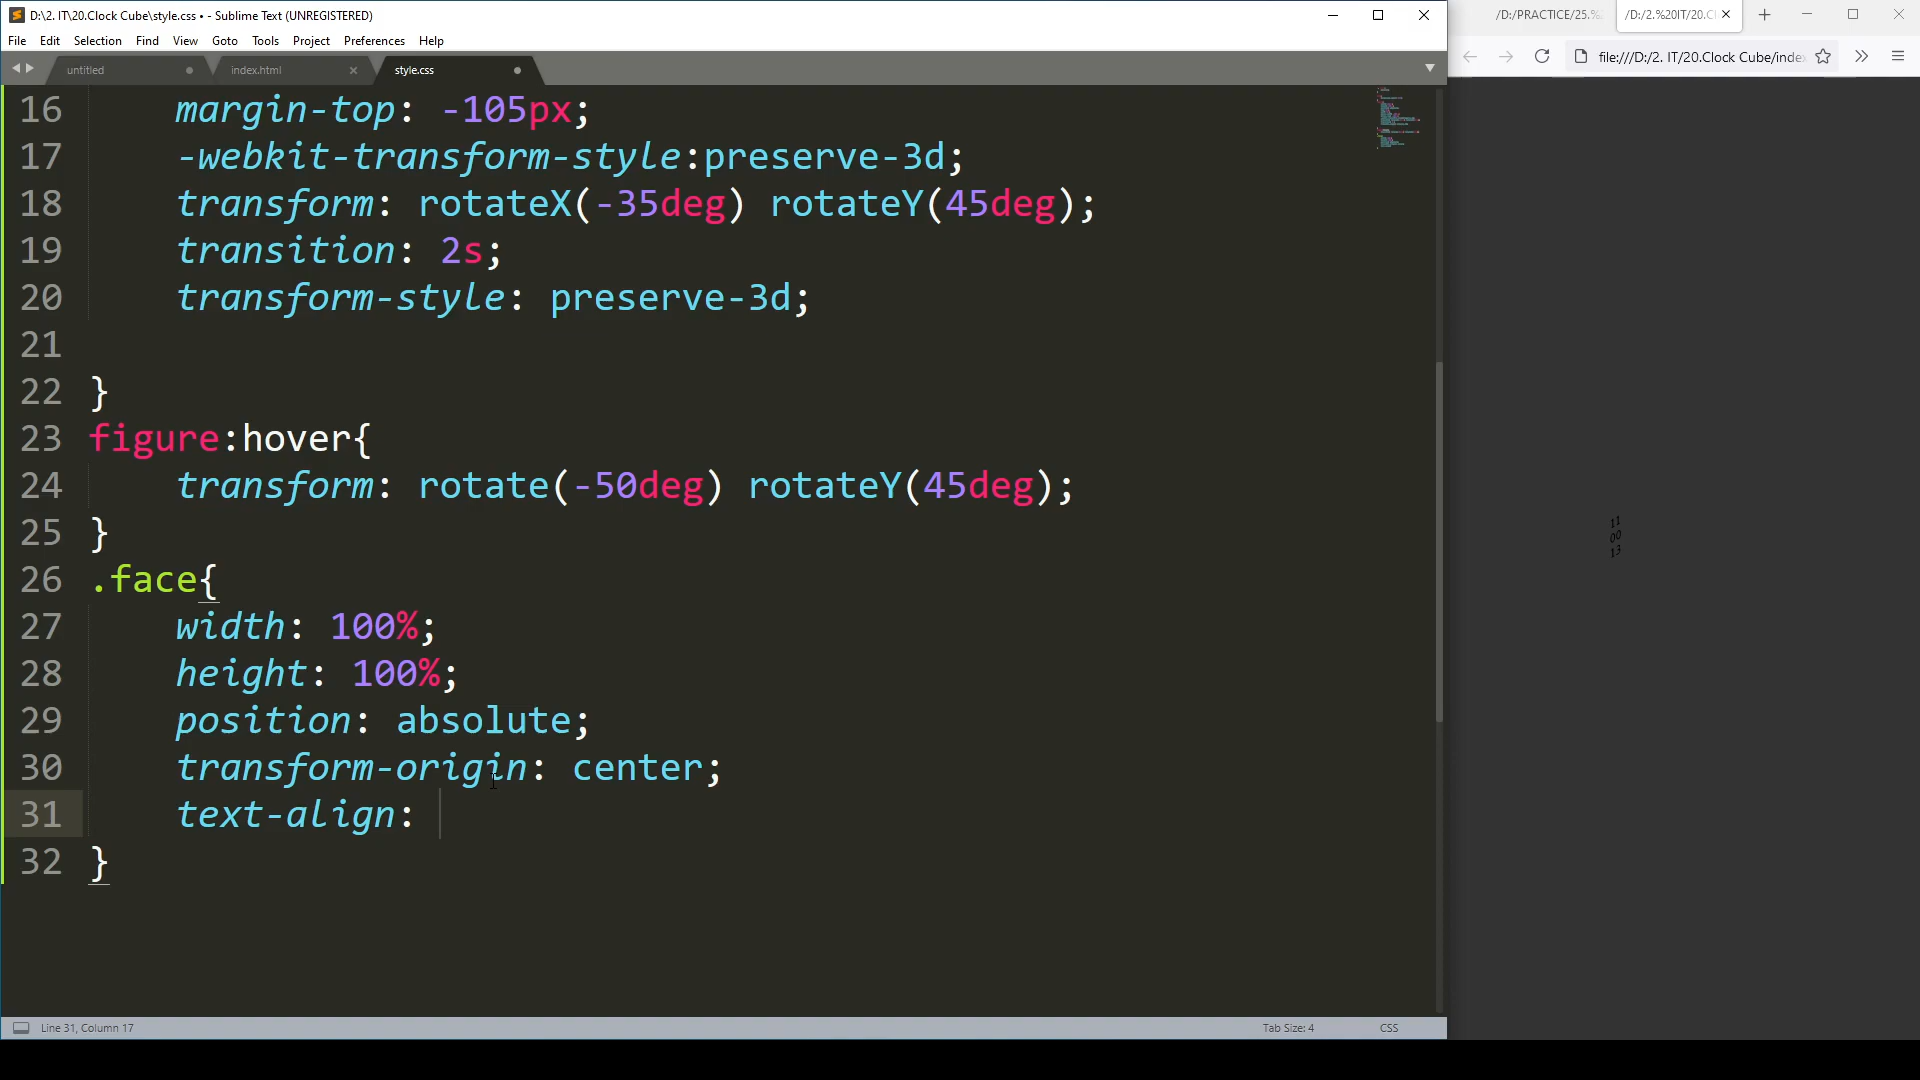 D:\2. IT\20.Clock Cube\style.css • - Sublime Text (UNREGISTERED)
File Edit Selection Find View Goto Tools Project Preferences Help
untitled index.html style.css
16 margin-top: -105px;
17 -webkit-transform-style:preserve-3d;
18 transform: rotateX(-35deg) rotateY(45deg);
19 transition: 2s;
20 transform-style: preserve-3d;
21
22 }
23 figure:hover{
24 transform: rotate(-50deg) rotateY(45deg);
25 }
26 .face{
27 width: 100%;
28 height: 100%;
29 position: absolute;
30 transform-origin: center;
31 text-align:
32 }
Line 31, Column 17 Tab Size: 4 CSS
/D:/PRACTICE/25.% /D:/2.%20IT/20.Cl
file:///D:/2. IT/20.Clock Cube/index
11
00
13